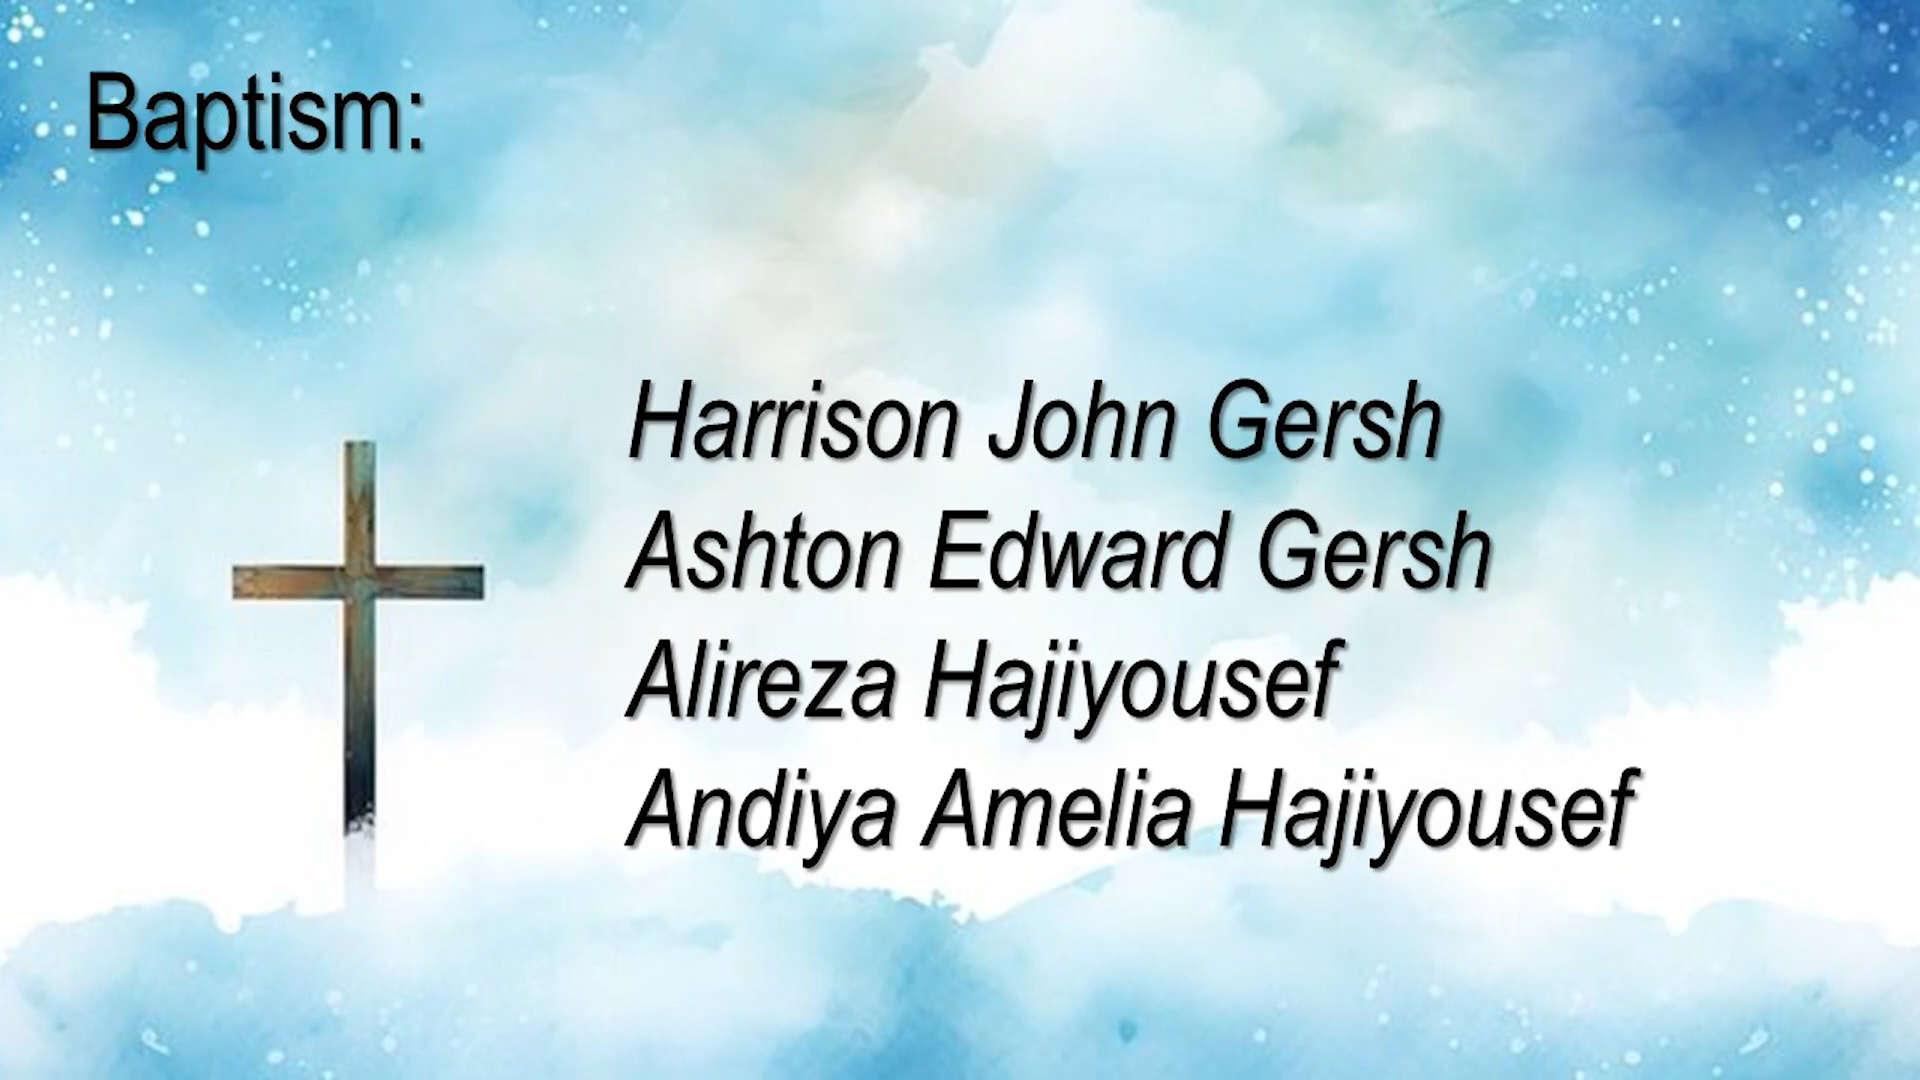 Baptism:
Harrison John Gersh
Ashton Edward Gersh
Alireza Hajiyousef
Andiya Amelia Hajiyousef